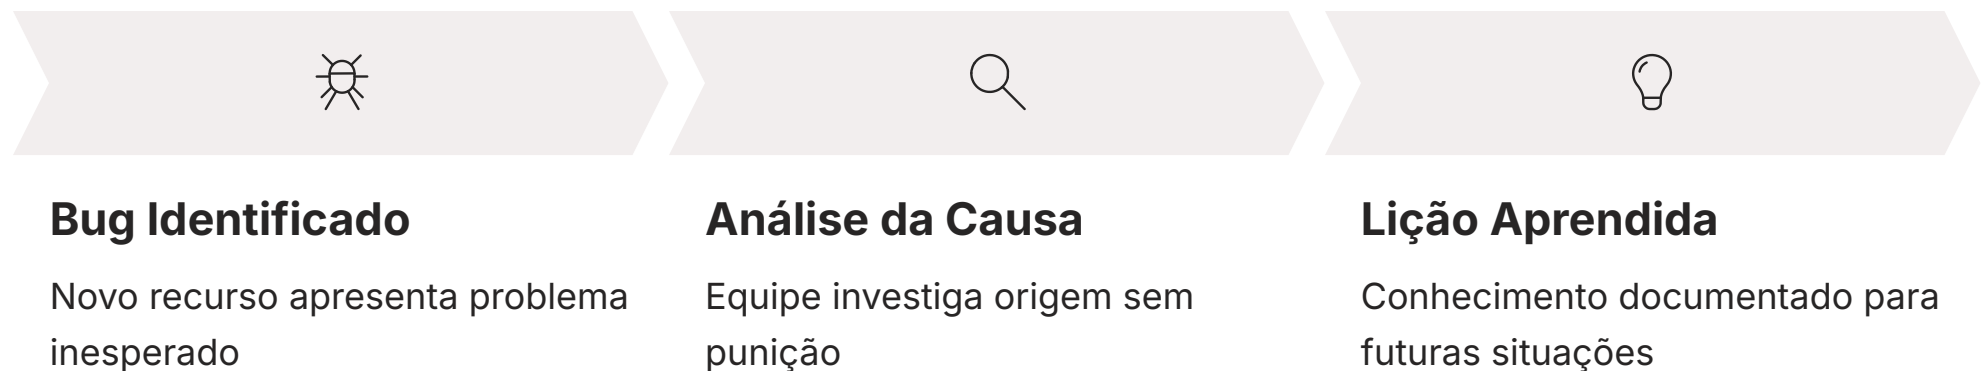 Bug Identificado
Novo recurso apresenta problema
inesperado
Análise da Causa
Equipe investiga origem sem
punição
Lição Aprendida
Conhecimento documentado para
futuras situações